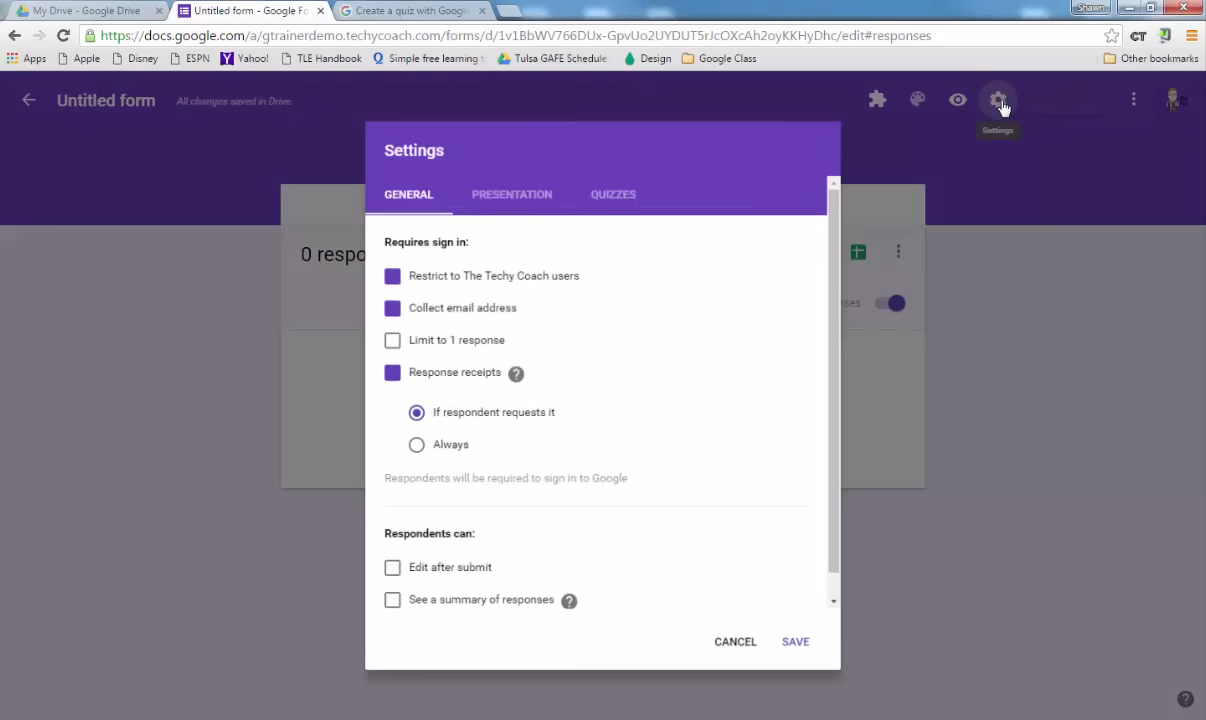 My Drive - Google Drive
Untitled form - Google Fo
Create a quiz with Googl
Shawn
https://docs.google.com/a/gtrainerdemo.techycoach.com/forms/d/1v1BbWV766DUx-GpvUo2UYDUT5rJcOXcAh2oyKKHyDhc/edit#responses
CT
Apps
Apple
Disney
ESPN
Yahoo!
TLE Handbook
Simple free learning t
Tulsa GAFE Schedule
Design
Google Class
Other bookmarks
Untitled form
All changes saved in Drive
Settings
Settings
GENERAL
PRESENTATION
QUIZZES
0 respo
Requires sign in:
Restrict to The Techy Coach users
Collect email address
ses
Limit to 1 response
Response receipts
If respondent requests it
Always
Respondents will be required to sign in to Google
Respondents can:
Edit after submit
See a summary of responses
CANCEL
SAVE